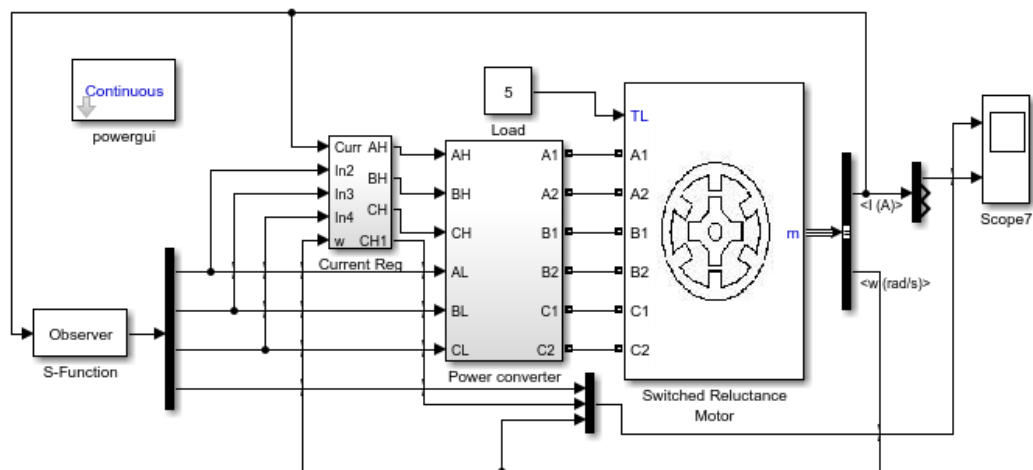 Continuous
powergui
5
Load
TL
Curr
In2
In3
In4
w
AH
BH
CH
CH1
Current Reg
AH
BH
CH
AL
BL
CL
A1
A2
B1
B2
C1
C2
Power converter
A1
A2
B1
B2
C1
C2
m
Switched Reluctance
Motor
<I (A)>
<w (rad/s)>
Scope7
Observer
S-Function